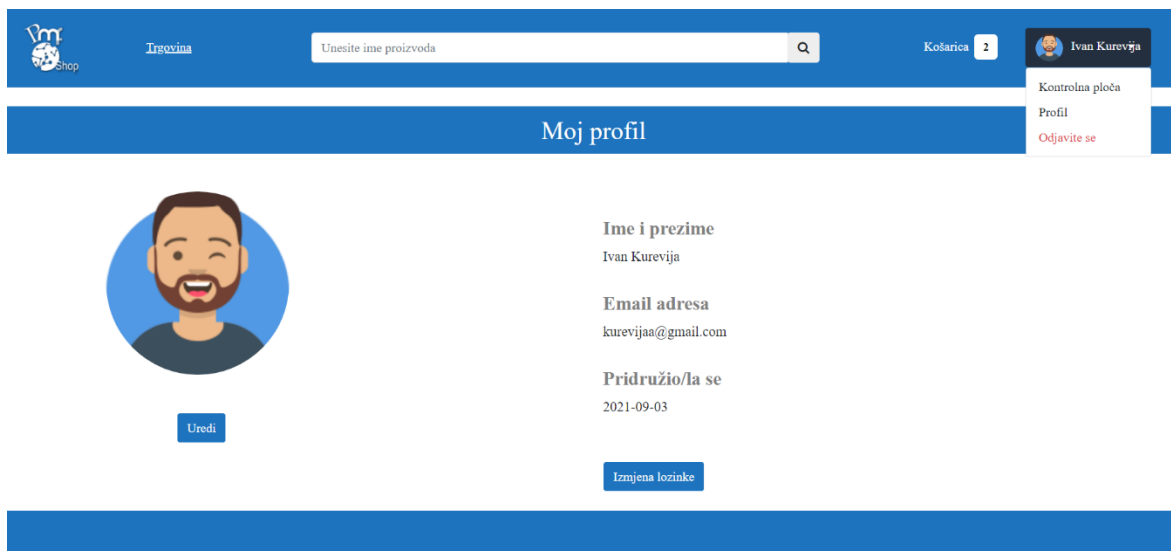 Pmf
Shop
Trgovina
Unesite ime proizvoda
Košarica 2
Ivan Kurevija
Kontrolna ploča
Profil
Odjavite se
Moj profil
Ime i prezime
Ivan Kurevija
Email adresa
kurevijaa@gmail.com
Pridružio/la se
2021-09-03
Uredi
Izmjena lozinke